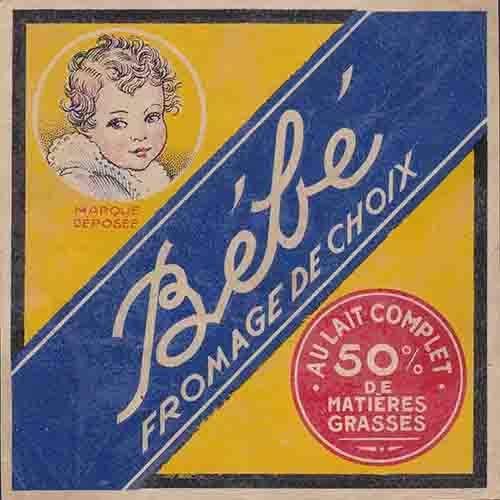 MARQUE
DÉPOSÉE
Bébé
FROMAGE DE CHOIX
• AU LAIT COMPLET •
50%
DE
MATIÈRES
GRASSES